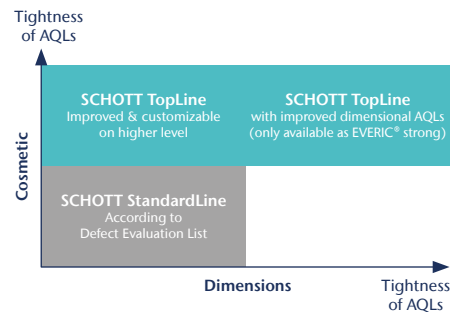 Tightness
of AQLs
SCHOTT TopLine
Improved & customizable
on higher level
SCHOTT TopLine
with improved dimensional AQLs
(only available as EVERIC® strong)
Cosmetic
SCHOTT StandardLine
According to
Defect Evaluation List
Dimensions
Tightness
of AQLs